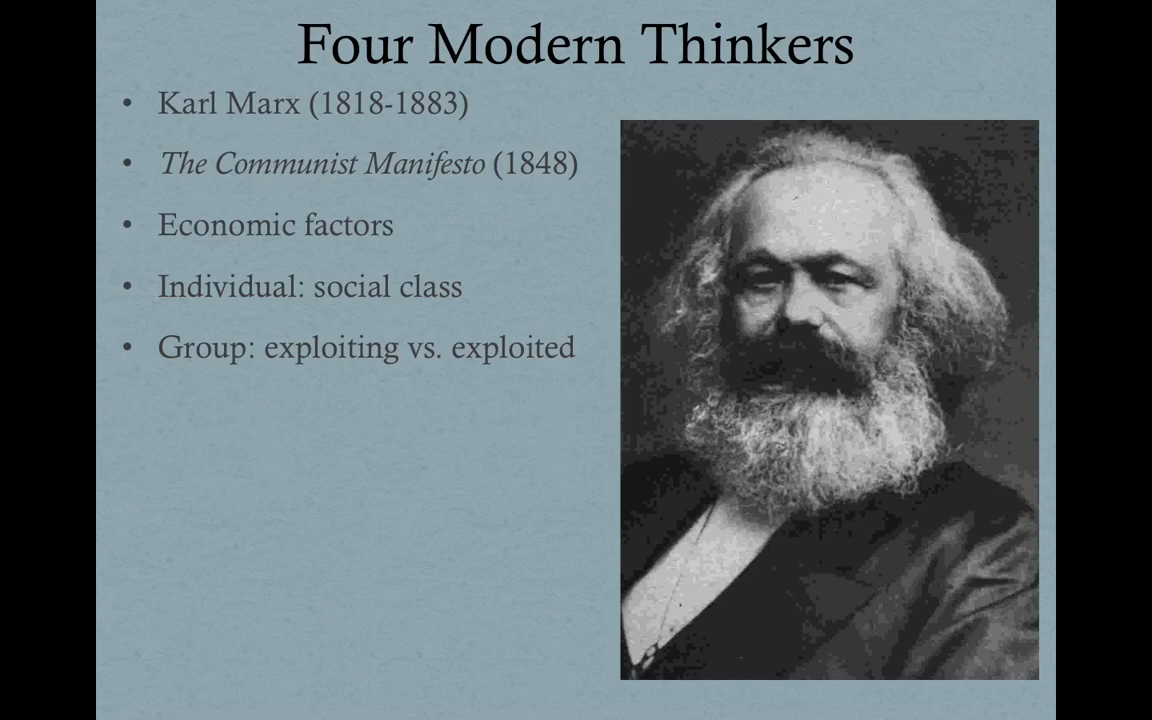 Four Modern Thinkers
• Karl Marx (1818-1883)
• The Communist Manifesto (1848)
• Economic factors
• Individual: social class
• Group: exploiting vs. exploited